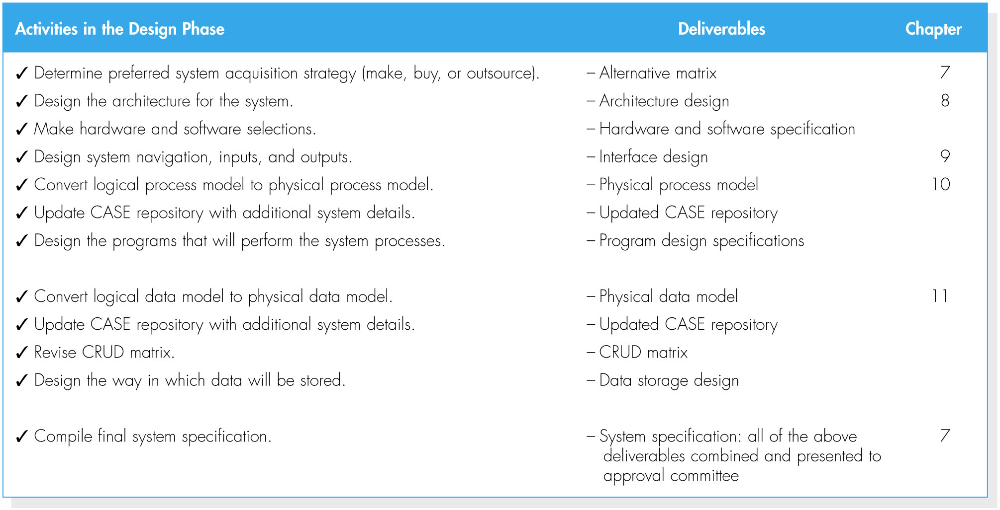 Activities in the Design Phase Deliverables Chapter
✓ Determine preferred system acquisition strategy (make, buy, or outsource). – Alternative matrix 7
✓ Design the architecture for the system. – Architecture design 8
✓ Make hardware and software selections. – Hardware and software specification
✓ Design system navigation, inputs, and outputs. – Interface design 9
✓ Convert logical process model to physical process model. – Physical process model 10
✓ Update CASE repository with additional system details. – Updated CASE repository
✓ Design the programs that will perform the system processes. – Program design specifications
✓ Convert logical data model to physical data model. – Physical data model 11
✓ Update CASE repository with additional system details. – Updated CASE repository
✓ Revise CRUD matrix. – CRUD matrix
✓ Design the way in which data will be stored. – Data storage design
✓ Compile final system specification. – System specification: all of the above 7
deliverables combined and presented to
approval committee